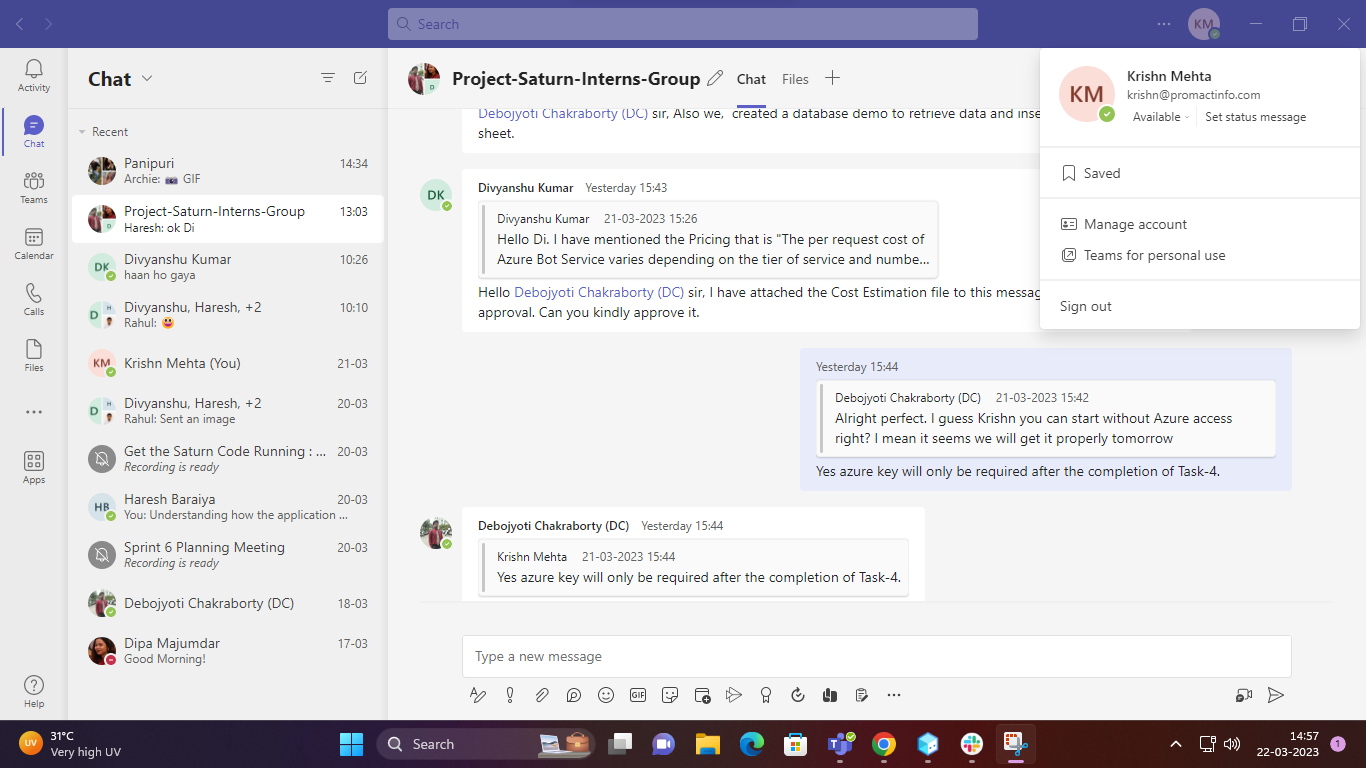 Search
KM
Activity
Chat
Teams
Calendar
Calls
Files
Apps
Help
Chat
Recent
Panipuri 14:34
Archie: 📷 GIF
Project-Saturn-Interns-Group 13:03
Haresh: ok Di
DK
Divyanshu Kumar 10:26
haan ho gaya
D H
Divyanshu, Haresh, +2 10:10
Rahul: 😃
KM
Krishn Mehta (You) 21-03
D H
Divyanshu, Haresh, +2 20-03
Rahul: Sent an image
Get the Saturn Code Running : ... 20-03
Recording is ready
HB
Haresh Baraiya 20-03
You: Understanding how the application ...
Sprint 6 Planning Meeting 20-03
Recording is ready
Debojyoti Chakraborty (DC) 18-03
Dipa Majumdar 17-03
Good Morning!
D
Project-Saturn-Interns-Group Chat Files
Debojyoti Chakraborty (DC) sir, Also we, created a database demo to retrieve data and inse
sheet.
DK
Divyanshu Kumar Yesterday 15:43
Divyanshu Kumar 21-03-2023 15:26
Hello Di. I have mentioned the Pricing that is "The per request cost of
Azure Bot Service varies depending on the tier of service and numbe...
Hello Debojyoti Chakraborty (DC) sir, I have attached the Cost Estimation file to this messag
approval. Can you kindly approve it.
Yesterday 15:44
Debojyoti Chakraborty (DC) 21-03-2023 15:42
Alright perfect. I guess Krishn you can start without Azure access
right? I mean it seems we will get it properly tomorrow
Yes azure key will only be required after the completion of Task-4.
Debojyoti Chakraborty (DC) Yesterday 15:44
Krishn Mehta 21-03-2023 15:44
Yes azure key will only be required after the completion of Task-4.
Type a new message
GIF
KM
Krishn Mehta
krishn@promactinfo.com
Available Set status message
Saved
Manage account
Teams for personal use
Sign out
UV
31°C
Very high UV
Search
14:57
22-03-2023
1